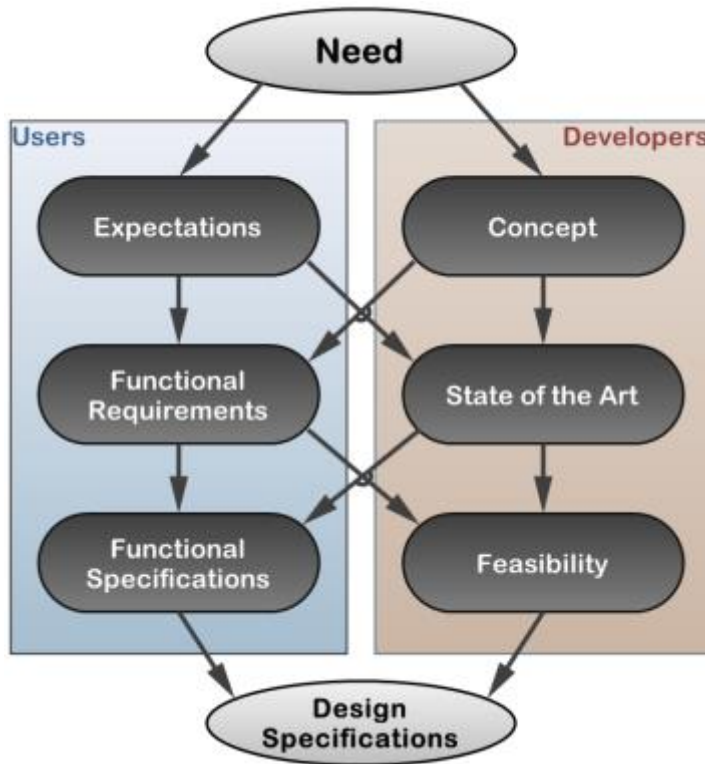 Need
Users
Developers
Expectations
Concept
Functional
Requirements
State of the Art
Functional
Specifications
Feasibility
Design
Specifications